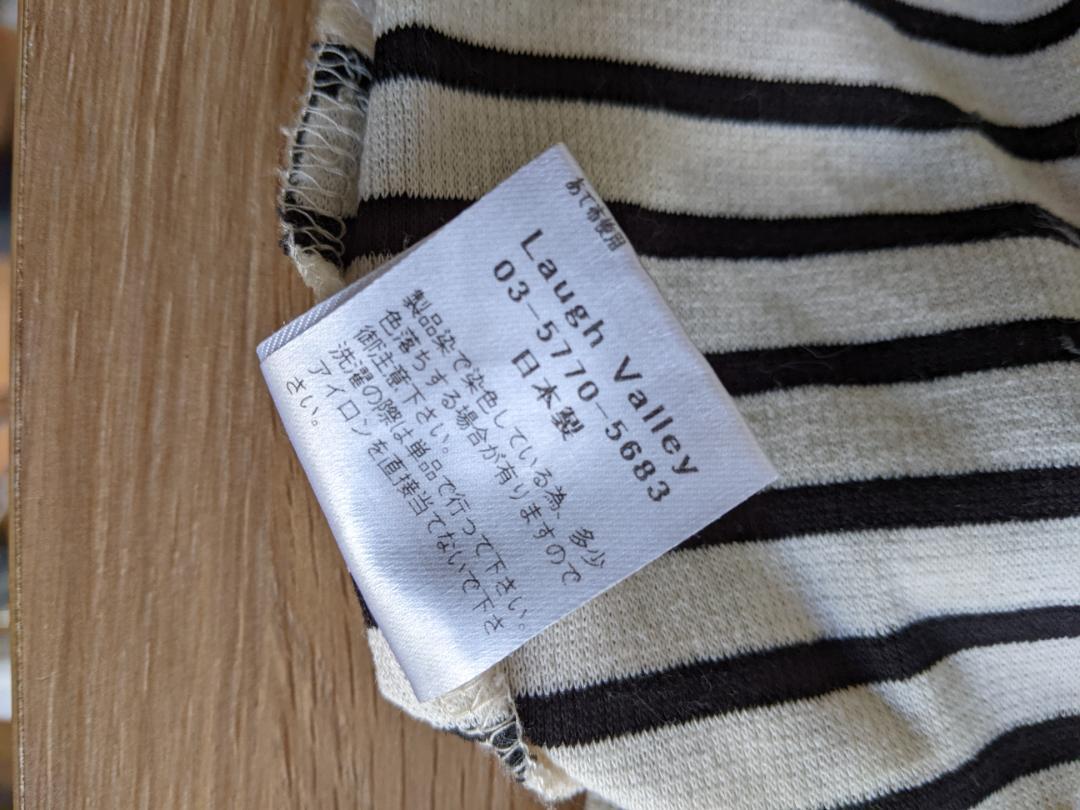 あて布使用
Laugh Valley
03-5770-5683
日本製
製品染で染色している為、多少
色落ちする場合が有りますので
御注意下さい。
洗濯の際は単品で行って下さい。
アイロンを直接当てないで下さ
さい。